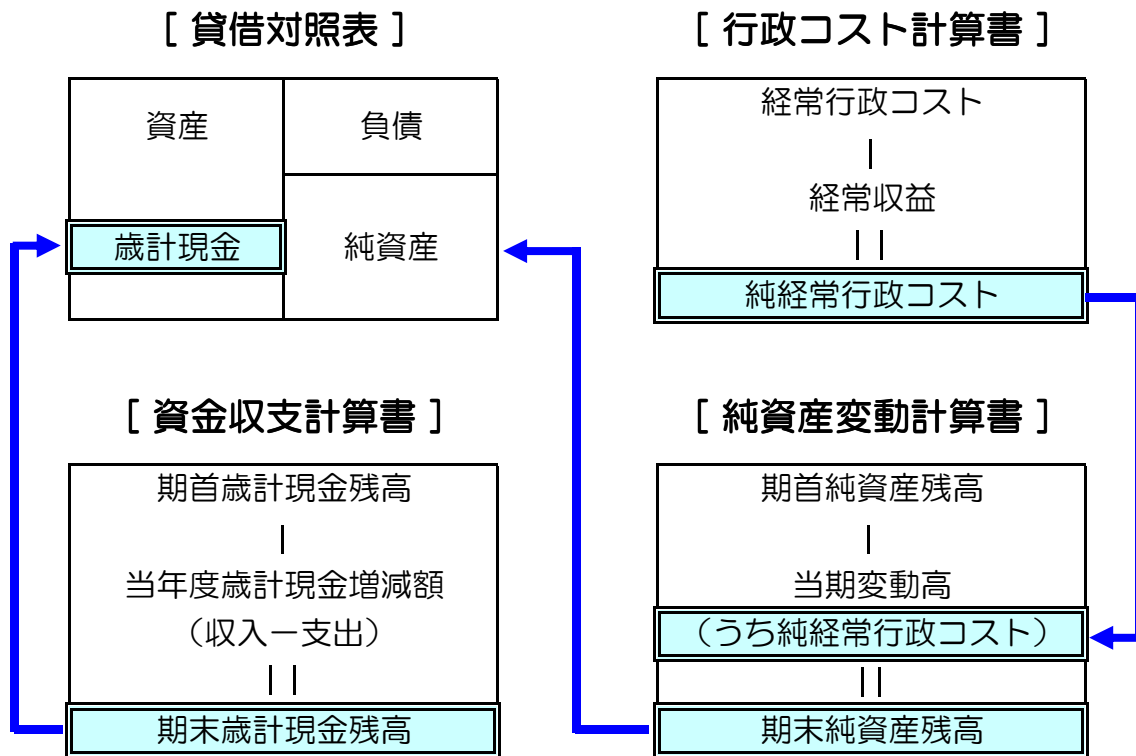 [ 貸借対照表 ]
資産
負債
歳計現金
純資産
[ 行政コスト計算書 ]
経常行政コスト
|
経常収益
||
純経常行政コスト
[ 資金収支計算書 ]
期首歳計現金残高
|
当年度歳計現金増減額
（収入－支出）
||
期末歳計現金残高
[ 純資産変動計算書 ]
期首純資産残高
|
当期変動高
（うち純経常行政コスト）
||
期末純資産残高